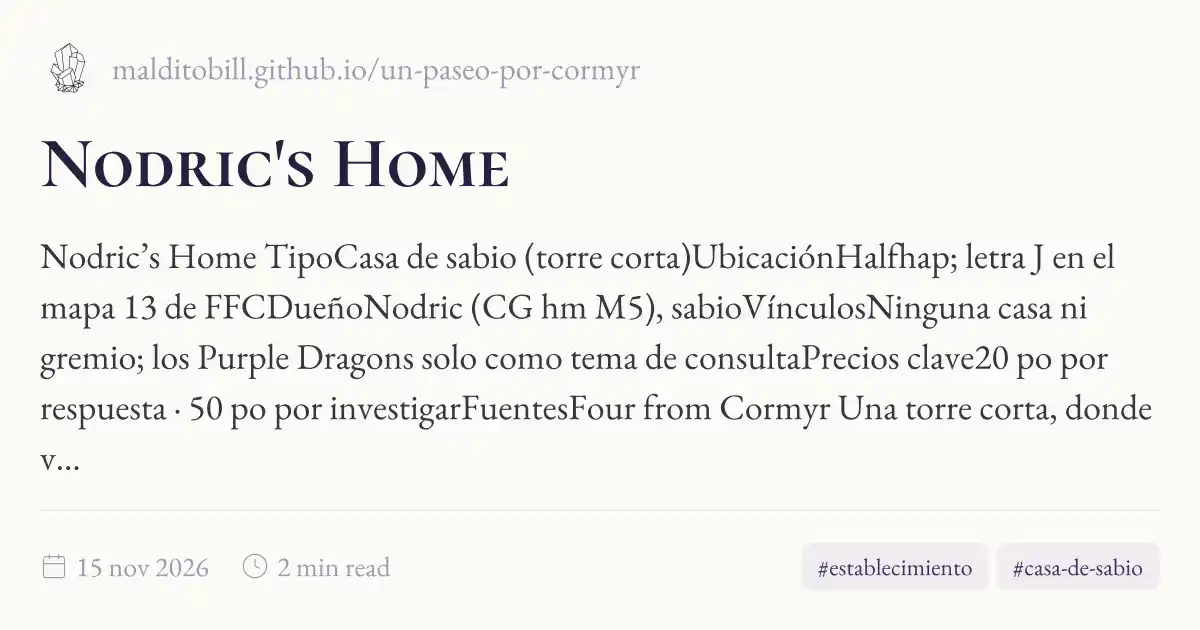 malditobill.github.io/un-paseo-por-cormyr
Nodric's Home
Nodric’s Home TipoCasa de sabio (torre corta)UbicaciónHalfhap; letra J en el
mapa 13 de FFCDueñoNodric (CG hm M5), sabioVínculosNinguna casa ni
gremio; los Purple Dragons solo como tema de consultaPrecios clave20 po por
respuesta · 50 po por investigarFuentesFour from Cormyr Una torre corta, donde
v...
15 nov 2026 2 min read #establecimiento #casa-de-sabio